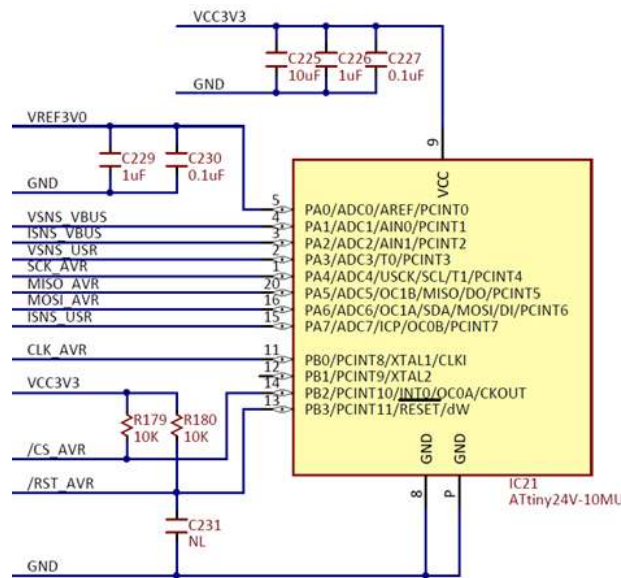 VCC3V3
C225
10uF
C226
1uF
C227
0.1uF
GND
VREF3V0
9
VCC
C229
1uF
C230
0.1uF
GND
5
PA0/ADC0/AREF/PCINT0
VSNS_VBUS
4
PA1/ADC1/AIN0/PCINT1
ISNS_VBUS
3
PA2/ADC2/AIN1/PCINT2
VSNS_USR
2
PA3/ADC3/T0/PCINT3
SCK_AVR
1
PA4/ADC4/USCK/SCL/T1/PCINT4
MISO_AVR
20
PA5/ADC5/OC1B/MISO/DO/PCINT5
MOSI_AVR
16
PA6/ADC6/OC1A/SDA/MOSI/DI/PCINT6
ISNS_USR
15
PA7/ADC7/ICP/OC0B/PCINT7
CLK_AVR
11
PB0/PCINT8/XTAL1/CLKI
12
PB1/PCINT9/XTAL2
VCC3V3
14
PB2/PCINT10/INT0/OC0A/CKOUT
13
PB3/PCINT11/RESET/dW
R179
10K
R180
10K
/CS_AVR
GND
GND
/RST_AVR
8
P
IC21
ATtiny24V-10MU
C231
NL
GND